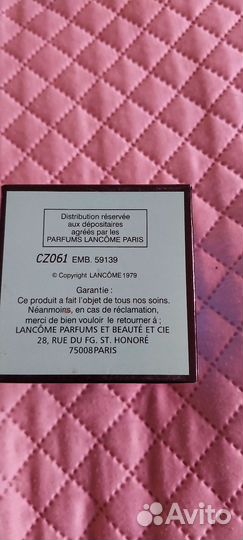 Distribution réservée
aux dépositaires
agréés par les
PARFUMS LANCÔME PARIS
CZ061 EMB. 59139
© Copyright LANCÔME 1979
Garantie :
Ce produit a fait l'objet de tous nos soins.
Néanmoins, en cas de réclamation,
merci de bien vouloir le retourner à :
LANCÔME PARFUMS ET BEAUTÉ ET CIE
28, RUE DU FG. ST. HONORÉ
75008 PARIS
Avito